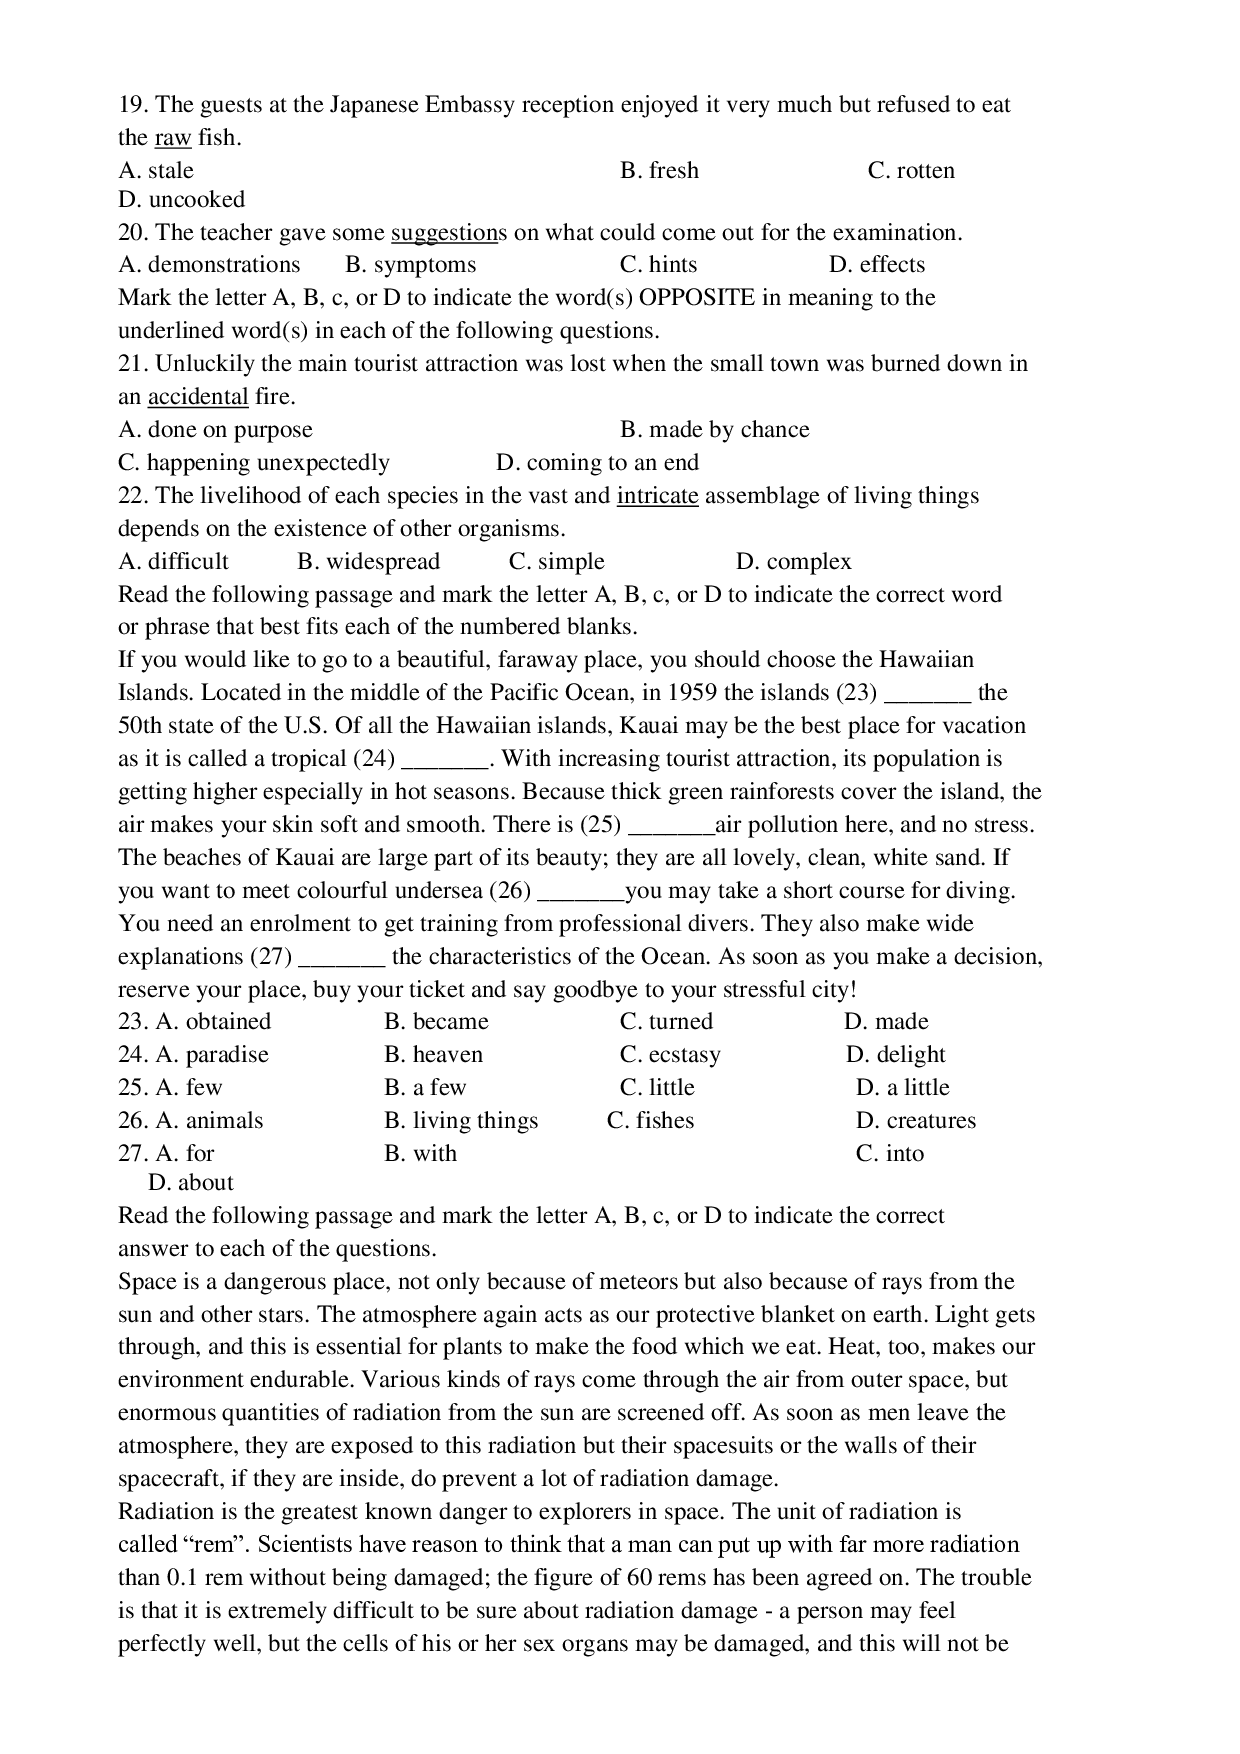 19. The guests at the Japanese Embassy reception enjoyed it very much but refused to eat
the raw fish.
A. stale B. fresh C. rotten
D. uncooked
20. The teacher gave some suggestions on what could come out for the examination.
A. demonstrations B. symptoms C. hints D. effects
Mark the letter A, B, c, or D to indicate the word(s) OPPOSITE in meaning to the
underlined word(s) in each of the following questions.
21. Unluckily the main tourist attraction was lost when the small town was burned down in
an accidental fire.
A. done on purpose B. made by chance
C. happening unexpectedly D. coming to an end
22. The livelihood of each species in the vast and intricate assemblage of living things
depends on the existence of other organisms.
A. difficult B. widespread C. simple D. complex
Read the following passage and mark the letter A, B, c, or D to indicate the correct word
or phrase that best fits each of the numbered blanks.
If you would like to go to a beautiful, faraway place, you should choose the Hawaiian
Islands. Located in the middle of the Pacific Ocean, in 1959 the islands (23) _______ the
50th state of the U.S. Of all the Hawaiian islands, Kauai may be the best place for vacation
as it is called a tropical (24) _______. With increasing tourist attraction, its population is
getting higher especially in hot seasons. Because thick green rainforests cover the island, the
air makes your skin soft and smooth. There is (25) _______air pollution here, and no stress.
The beaches of Kauai are large part of its beauty; they are all lovely, clean, white sand. If
you want to meet colourful undersea (26) _______you may take a short course for diving.
You need an enrolment to get training from professional divers. They also make wide
explanations (27) _______ the characteristics of the Ocean. As soon as you make a decision,
reserve your place, buy your ticket and say goodbye to your stressful city!
23. A. obtained B. became C. turned D. made
24. A. paradise B. heaven C. ecstasy D. delight
25. A. few B. a few C. little D. a little
26. A. animals B. living things C. fishes D. creatures
27. A. for B. with C. into
D. about
Read the following passage and mark the letter A, B, c, or D to indicate the correct
answer to each of the questions.
Space is a dangerous place, not only because of meteors but also because of rays from the
sun and other stars. The atmosphere again acts as our protective blanket on earth. Light gets
through, and this is essential for plants to make the food which we eat. Heat, too, makes our
environment endurable. Various kinds of rays come through the air from outer space, but
enormous quantities of radiation from the sun are screened off. As soon as men leave the
atmosphere, they are exposed to this radiation but their spacesuits or the walls of their
spacecraft, if they are inside, do prevent a lot of radiation damage.
Radiation is the greatest known danger to explorers in space. The unit of radiation is
called “rem”. Scientists have reason to think that a man can put up with far more radiation
than 0.1 rem without being damaged; the figure of 60 rems has been agreed on. The trouble
is that it is extremely difficult to be sure about radiation damage - a person may feel
perfectly well, but the cells of his or her sex organs may be damaged, and this will not be